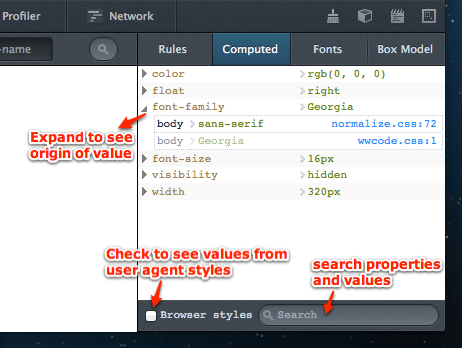 Profiler Network
-name
Rules Computed Fonts Box Model
color rgb(0, 0, 0)
float right
font-family Georgia
body sans-serif normalize.css:72
body Georgia wwcode.css:1
font-size 16px
visibility hidden
width 320px
Expand to see
origin of value
Check to see values from
user agent styles
search properties
and values
Browser styles Search